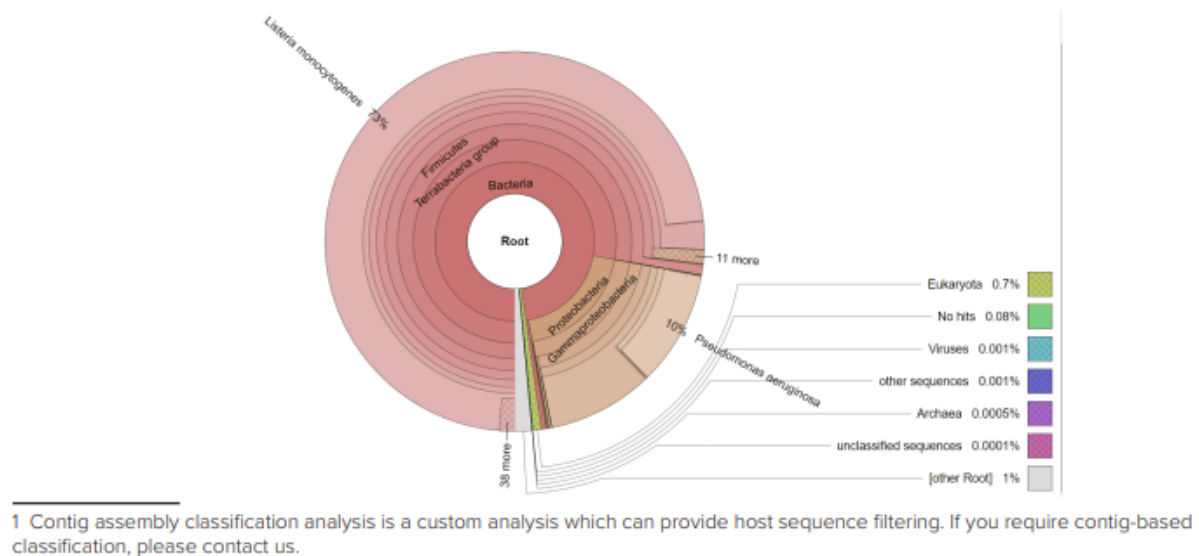 Listeria monocytogenes 73%
Firmicutes
Terrabacteria group
Bacteria
Root
11 more
Proteobacteria
Gammaproteobacteria
10% Pseudomonas aeruginosa
38 more
Eukaryota 0.7%
No hits 0.08%
Viruses 0.001%
other sequences 0.001%
Archaea 0.0005%
unclassified sequences 0.0001%
[other Root] 1%
1 Contig assembly classification analysis is a custom analysis which can provide host sequence filtering. If you require contig-based
classification, please contact us.